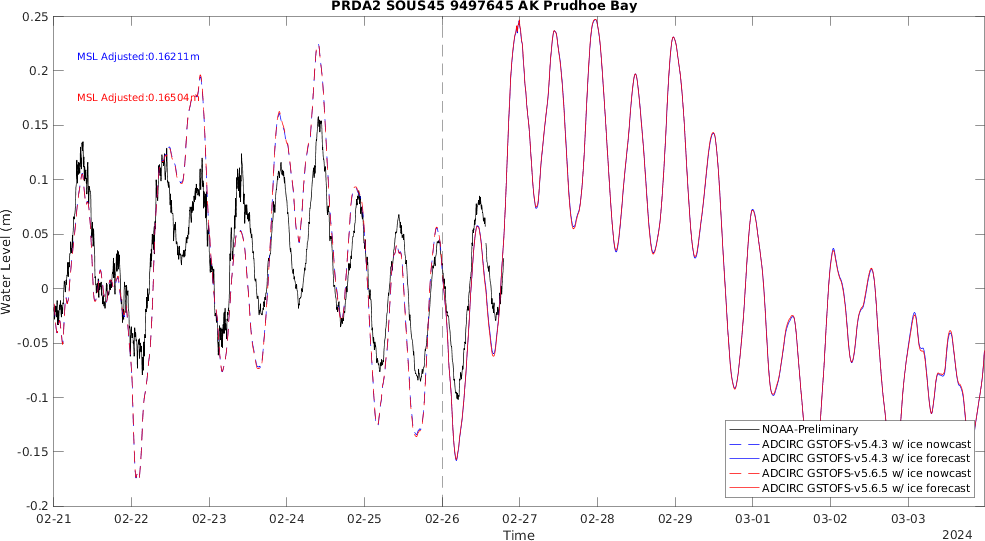 PRDA2 SOUS45 9497645 AK Prudhoe Bay
MSL Adjusted:0.16211m
MSL Adjusted:0.16504m
Water Level (m)
0.25
0.2
0.15
0.1
0.05
0
-0.05
-0.1
-0.15
-0.2
NOAA-Preliminary
ADCIRC GSTOFS-v5.4.3 w/ ice nowcast
ADCIRC GSTOFS-v5.4.3 w/ ice forecast
ADCIRC GSTOFS-v5.6.5 w/ ice nowcast
ADCIRC GSTOFS-v5.6.5 w/ ice forecast
02-21 02-22 02-23 02-24 02-25 02-26 02-27 02-28 02-29 03-01 03-02 03-03
Time
2024